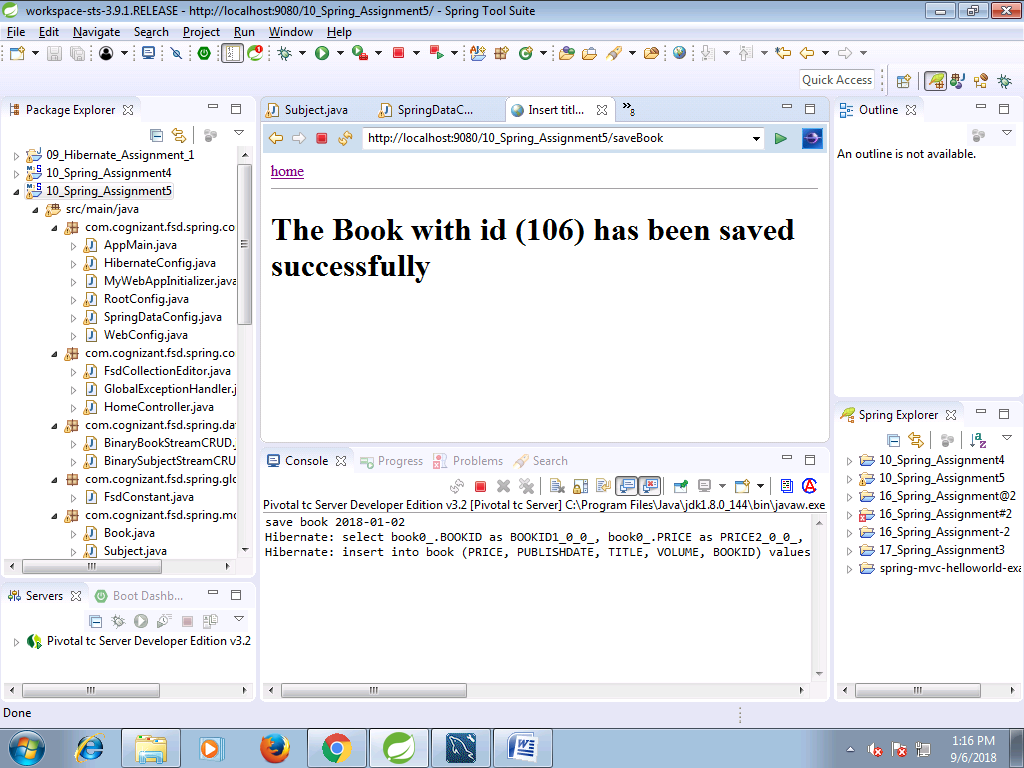 workspace-sts-3.9.1.RELEASE - http://localhost:9080/10_Spring_Assignment5/ - Spring Tool Suite
File Edit Navigate Search Project Run Window Help
Quick Access
Package Explorer
09_Hibernate_Assignment_1
10_Spring_Assignment4
10_Spring_Assignment5
src/main/java
com.cognizant.fsd.spring.co
AppMain.java
HibernateConfig.java
MyWebAppInitializer.java
RootConfig.java
SpringDataConfig.java
WebConfig.java
com.cognizant.fsd.spring.co
FsdCollectionEditor.java
GlobalExceptionHandler.j
HomeController.java
com.cognizant.fsd.spring.da
BinaryBookStreamCRUD.
BinarySubjectStreamCRU
com.cognizant.fsd.spring.glo
FsdConstant.java
com.cognizant.fsd.spring.mo
Book.java
Subject.java
Servers Boot Dashb...
Pivotal tc Server Developer Edition v3.2
Subject.java SpringDataC... Insert titl... »8
http://localhost:9080/10_Spring_Assignment5/saveBook
home
The Book with id (106) has been saved
successfully
Console Progress Problems Search
Pivotal tc Server Developer Edition v3.2 [Pivotal tc Server] C:\Program Files\Java\jdk1.8.0_144\bin\javaw.exe
save book 2018-01-02
Hibernate: select book0_.BOOKID as BOOKID1_0_0_, book0_.PRICE as PRICE2_0_0_,
Hibernate: insert into book (PRICE, PUBLISHDATE, TITLE, VOLUME, BOOKID) values
Outline
An outline is not available.
Spring Explorer
10_Spring_Assignment4
10_Spring_Assignment5
16_Spring_Assignment@2
16_Spring_Assignment#2
16_Spring_Assignment-2
17_Spring_Assignment3
spring-mvc-helloworld-exa
Done
1:16 PM
9/6/2018